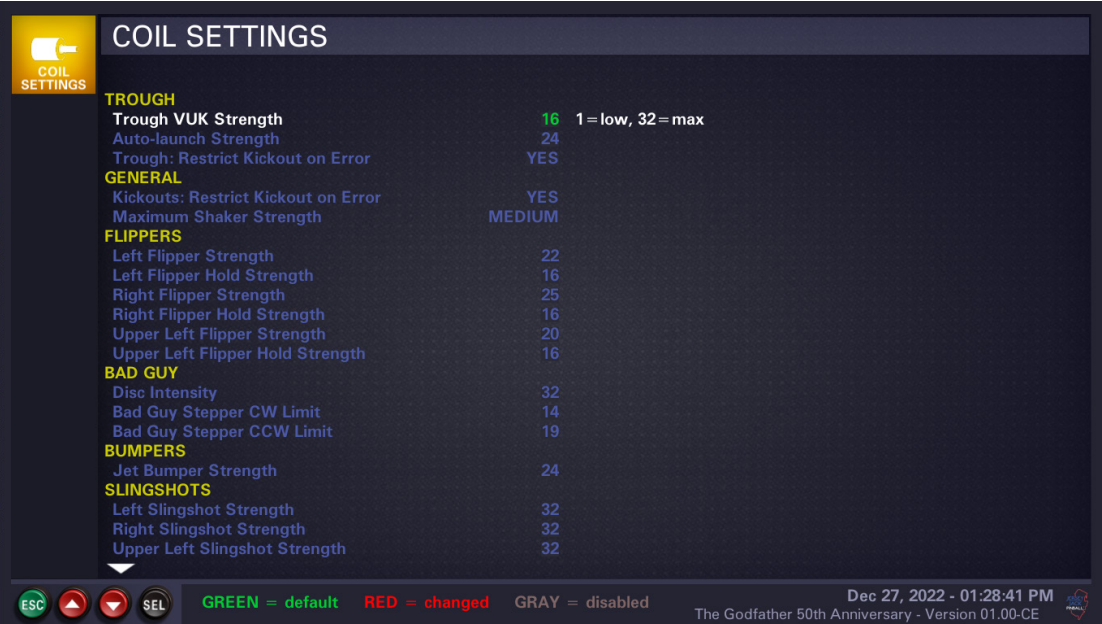 COIL SETTINGS
COIL
SETTINGS
TROUGH
Trough VUK Strength 16 1=low, 32=max
Auto-launch Strength 24
Trough: Restrict Kickout on Error YES
GENERAL
Kickouts: Restrict Kickout on Error YES
Maximum Shaker Strength MEDIUM
FLIPPERS
Left Flipper Strength 22
Left Flipper Hold Strength 16
Right Flipper Strength 25
Right Flipper Hold Strength 16
Upper Left Flipper Strength 20
Upper Left Flipper Hold Strength 16
BAD GUY
Disc Intensity 32
Bad Guy Stepper CW Limit 14
Bad Guy Stepper CCW Limit 19
BUMPERS
Jet Bumper Strength 24
SLINGSHOTS
Left Slingshot Strength 32
Right Slingshot Strength 32
Upper Left Slingshot Strength 32
ESC SEL GREEN = default RED = changed GRAY = disabled
Dec 27, 2022 - 01:28:41 PM
The Godfather 50th Anniversary - Version 01.00-CE